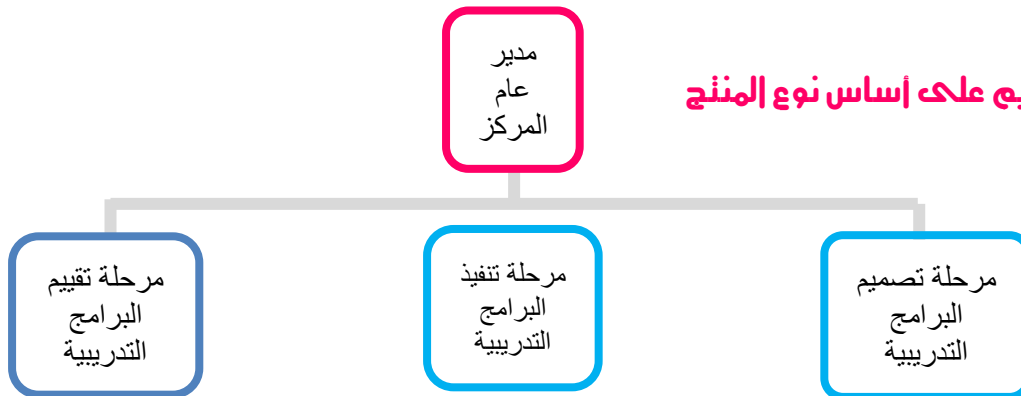 مدير
عام
المركز
على أساس نوع المنتج
مرحلة تصميم
البرامج
التدريبية
مرحلة تنفيذ
البرامج
التدريبية
مرحلة تقييم
البرامج
التدريبية